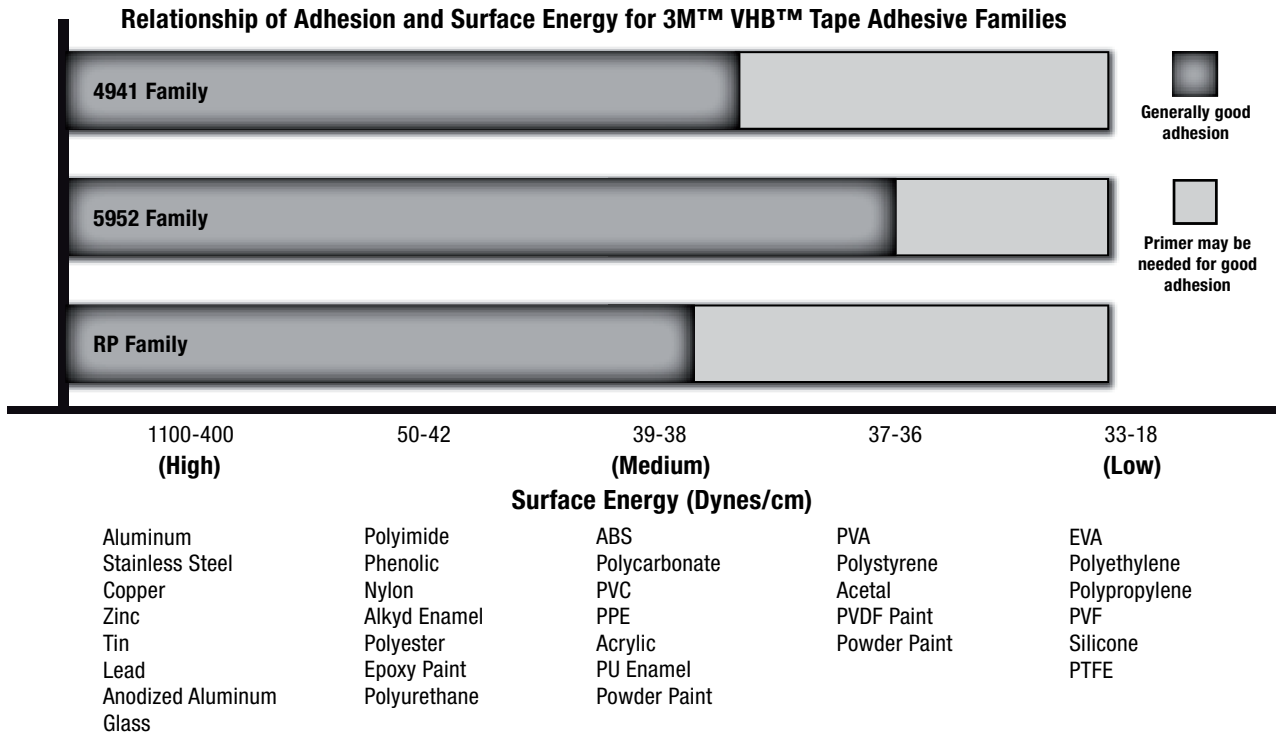 Relationship of Adhesion and Surface Energy for 3M™ VHB™ Tape Adhesive Families
4941 Family
Generally good
adhesion
5952 Family
Primer may be
needed for good
adhesion
RP Family
1100-400
50-42
39-38
37-36
33-18
(High)
(Medium)
(Low)
Surface Energy (Dynes/cm)
Aluminum
Stainless Steel
Copper
Zinc
Tin
Lead
Anodized Aluminum
Glass
Polyimide
Phenolic
Nylon
Alkyd Enamel
Polyester
Epoxy Paint
Polyurethane
ABS
Polycarbonate
PVC
PPE
Acrylic
PU Enamel
Powder Paint
PVA
Polystyrene
Acetal
PVDF Paint
Powder Paint
EVA
Polyethylene
Polypropylene
PVF
Silicone
PTFE